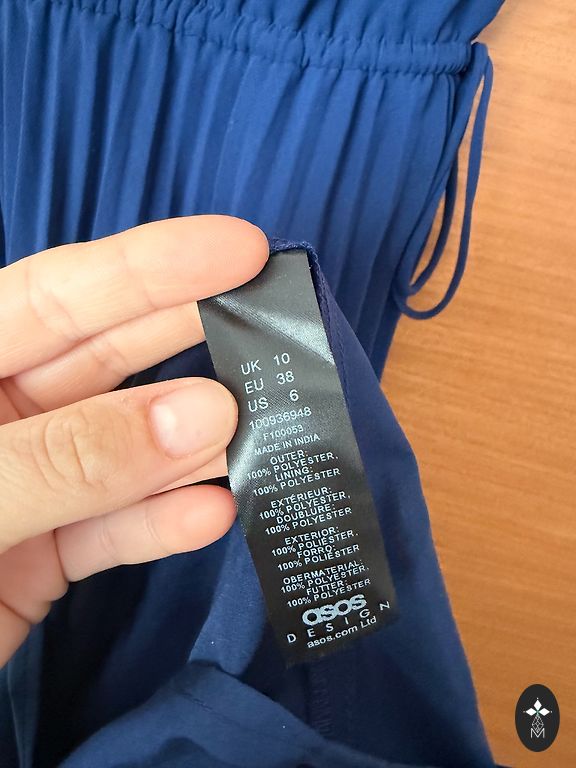 UK 10
EU 38
US 6
100936948
F100053
MADE IN INDIA
OUTER:
100% POLYESTER,
LINING:
100% POLYESTER
EXTÉRIEUR:
100% POLYESTER,
DOUBLURE:
100% POLYESTER
EXTERIOR:
100% POLIÉSTER,
FORRO:
100% POLIÉSTER
OBERMATERIAL:
100% POLYESTER,
FUTTER:
100% POLYESTER
asos
DESIGN
asos.com Ltd
M